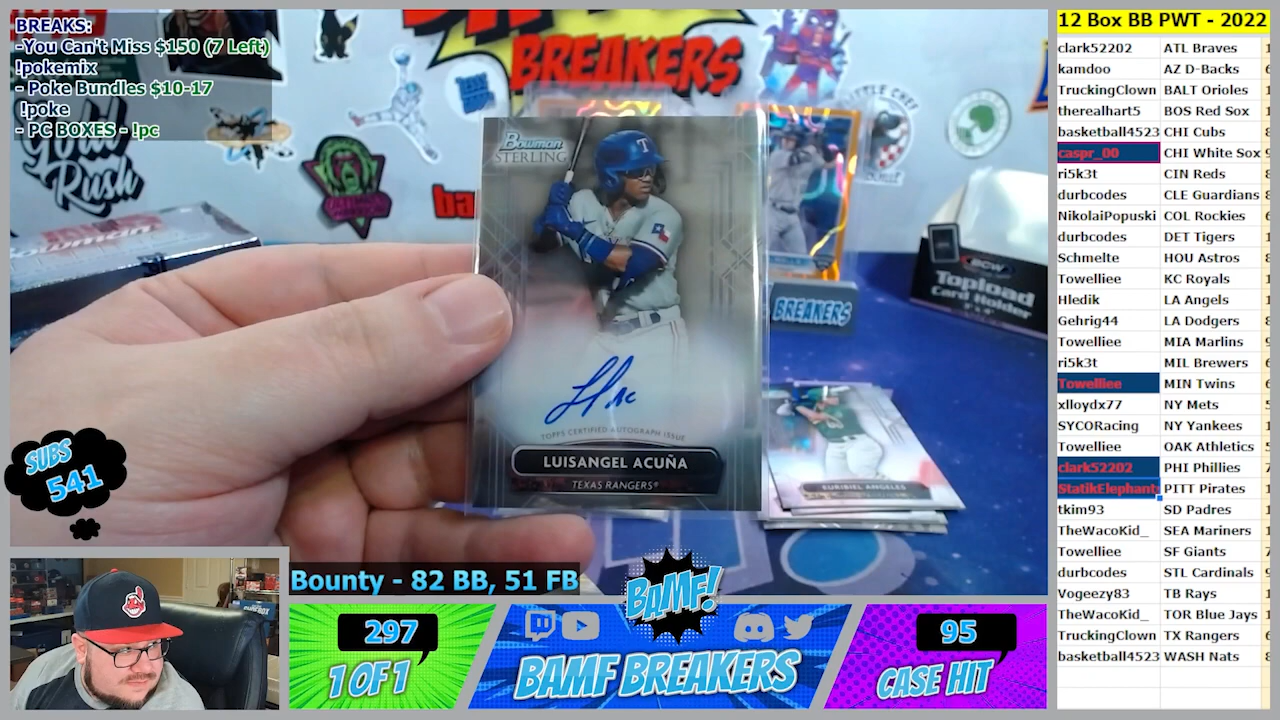 BREAKS:
-You Can't Miss $150 (7 Left)
!pokemix
- Poke Bundles $10-17
!poke
- PC BOXES - !pc
BREAKERS
Gold
Rush
Bowman
STERLING
TOPPS CERTIFIED AUTOGRAPH ISSUE
LUISANGEL ACUÑA
TEXAS RANGERS
BCW
Topload
Card Holder
BREAKERS
EURIBIEL ANGELES
SUBS
541
Bounty - 82 BB, 51 FB
BAMF!
297
1 OF 1
BAMF BREAKERS
95
CASE HIT
12 Box BB PWT - 2022
clark52202 ATL Braves
kamdoo AZ D-Backs
TruckingClown BALT Orioles
therealhart5 BOS Red Sox
basketball4523 CHI Cubs
caspr_00 CHI White Sox
ri5k3t CIN Reds
durbcodes CLE Guardians
NikolaiPopuski COL Rockies
durbcodes DET Tigers
Schmelte HOU Astros
Towelliee KC Royals
Hledik LA Angels
Gehrig44 LA Dodgers
Towelliee MIA Marlins
ri5k3t MIL Brewers
Towelliee MIN Twins
xlloydx77 NY Mets
SYCORacing NY Yankees
Towelliee OAK Athletics
clark52202 PHI Phillies
StatikElephant PITT Pirates
tkim93 SD Padres
TheWacoKid_ SEA Mariners
Towelliee SF Giants
durbcodes STL Cardinals
Vogeezy83 TB Rays
TheWacoKid_ TOR Blue Jays
TruckingClown TX Rangers
basketball4523 WASH Nats